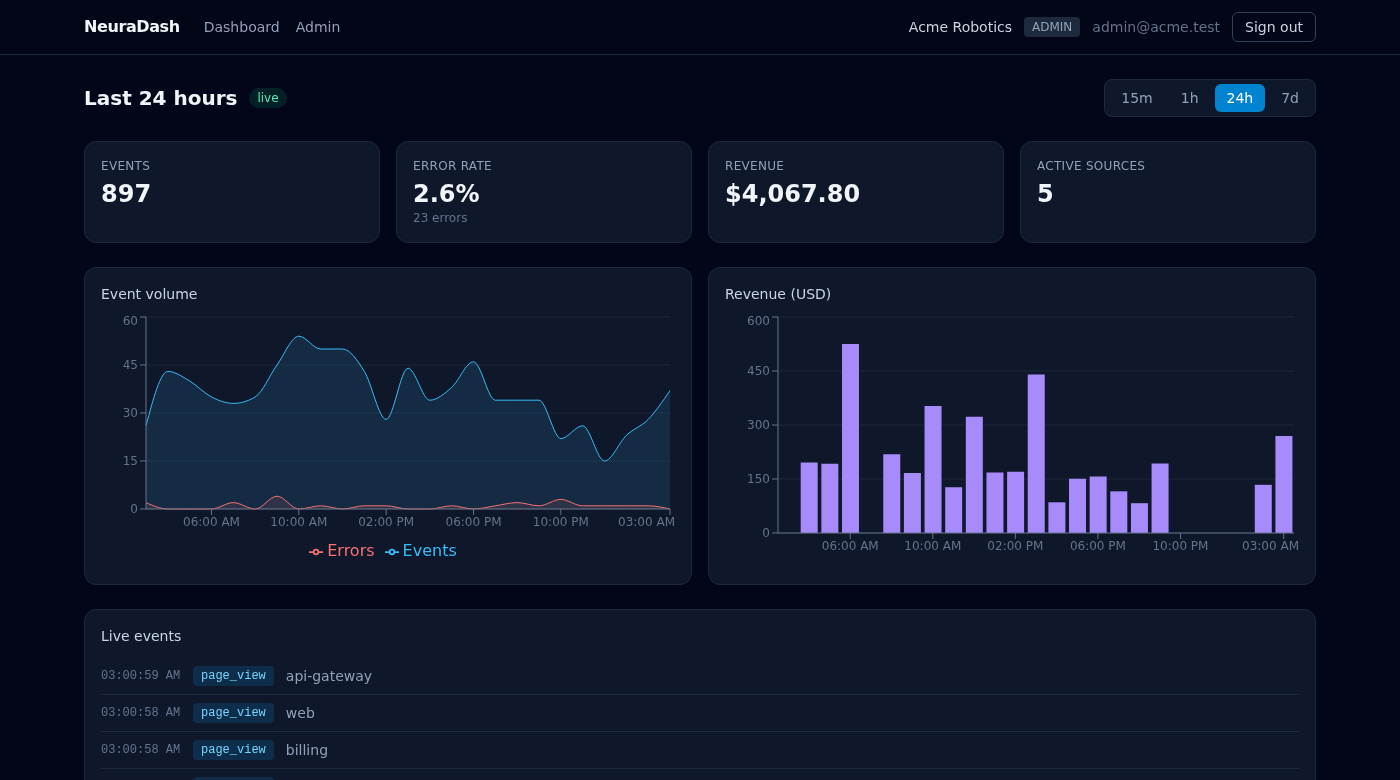 NeuraDash Dashboard Admin Acme Robotics ADMIN admin@acme.test Sign out
Last 24 hours live 15m 1h 24h 7d
EVENTS
897
ERROR RATE
2.6%
23 errors
REVENUE
$4,067.80
ACTIVE SOURCES
5
Event volume
60
45
30
15
0
06:00 AM 10:00 AM 02:00 PM 06:00 PM 10:00 PM 03:00 AM
Errors Events
Revenue (USD)
600
450
300
150
0
06:00 AM 10:00 AM 02:00 PM 06:00 PM 10:00 PM 03:00 AM
Live events
03:00:59 AM page_view api-gateway
03:00:58 AM page_view web
03:00:58 AM page_view billing